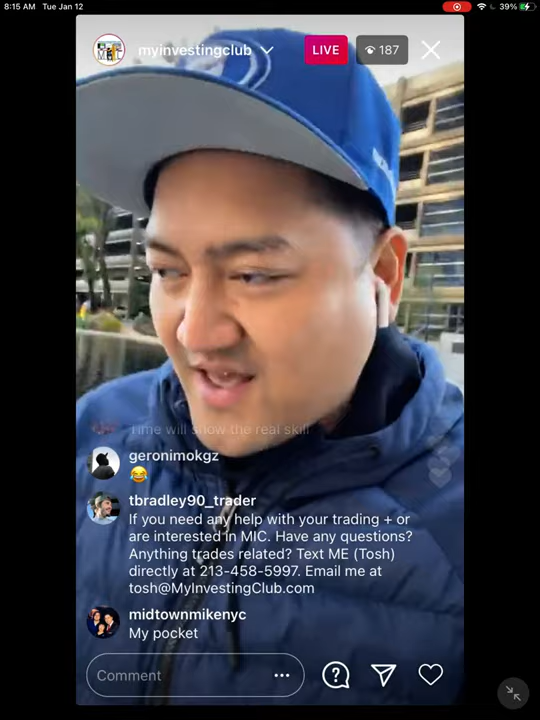 8:15 AM Tue Jan 12
39%
myinvestingclub
LIVE
187
Time will show the real skill
geronimokgz
😂
tbradley90_trader
If you need any help with your trading + or
are interested in MIC. Have any questions?
Anything trades related? Text ME (Tosh)
directly at 213-458-5997. Email me at
tosh@MyInvestingClub.com
midtownmikenyc
My pocket
Comment